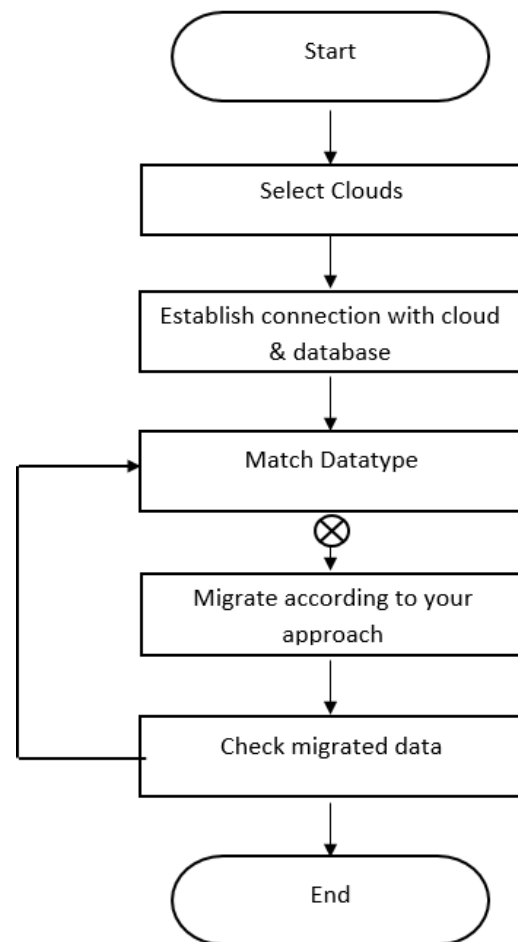 Start
Select Clouds
Establish connection with cloud
& database
Match Datatype
Migrate according to your
approach
Check migrated data
End